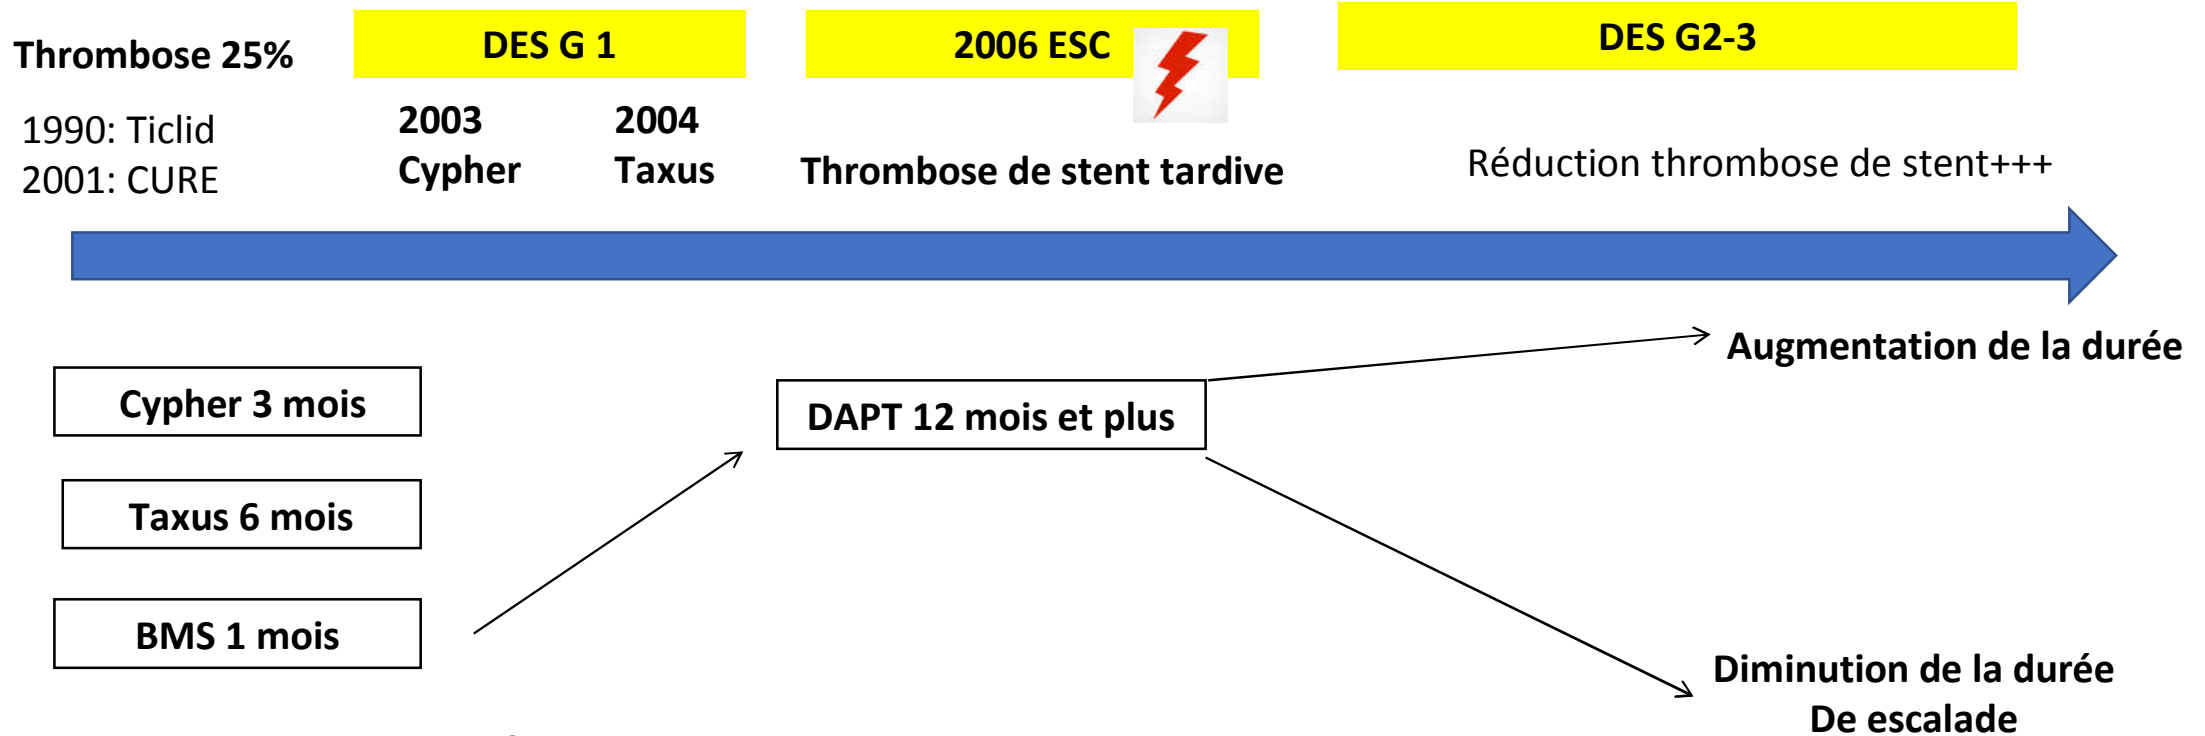 Thrombose 25%
DES G 1
2006 ESC
DES G2-3
1990: Ticlid
2001: CURE
2003
Cypher
2004
Taxus
Thrombose de stent tardive
Réduction thrombose de stent+++
Augmentation de la durée
Cypher 3 mois
DAPT 12 mois et plus
Taxus 6 mois
BMS 1 mois
Diminution de la durée
De escalade